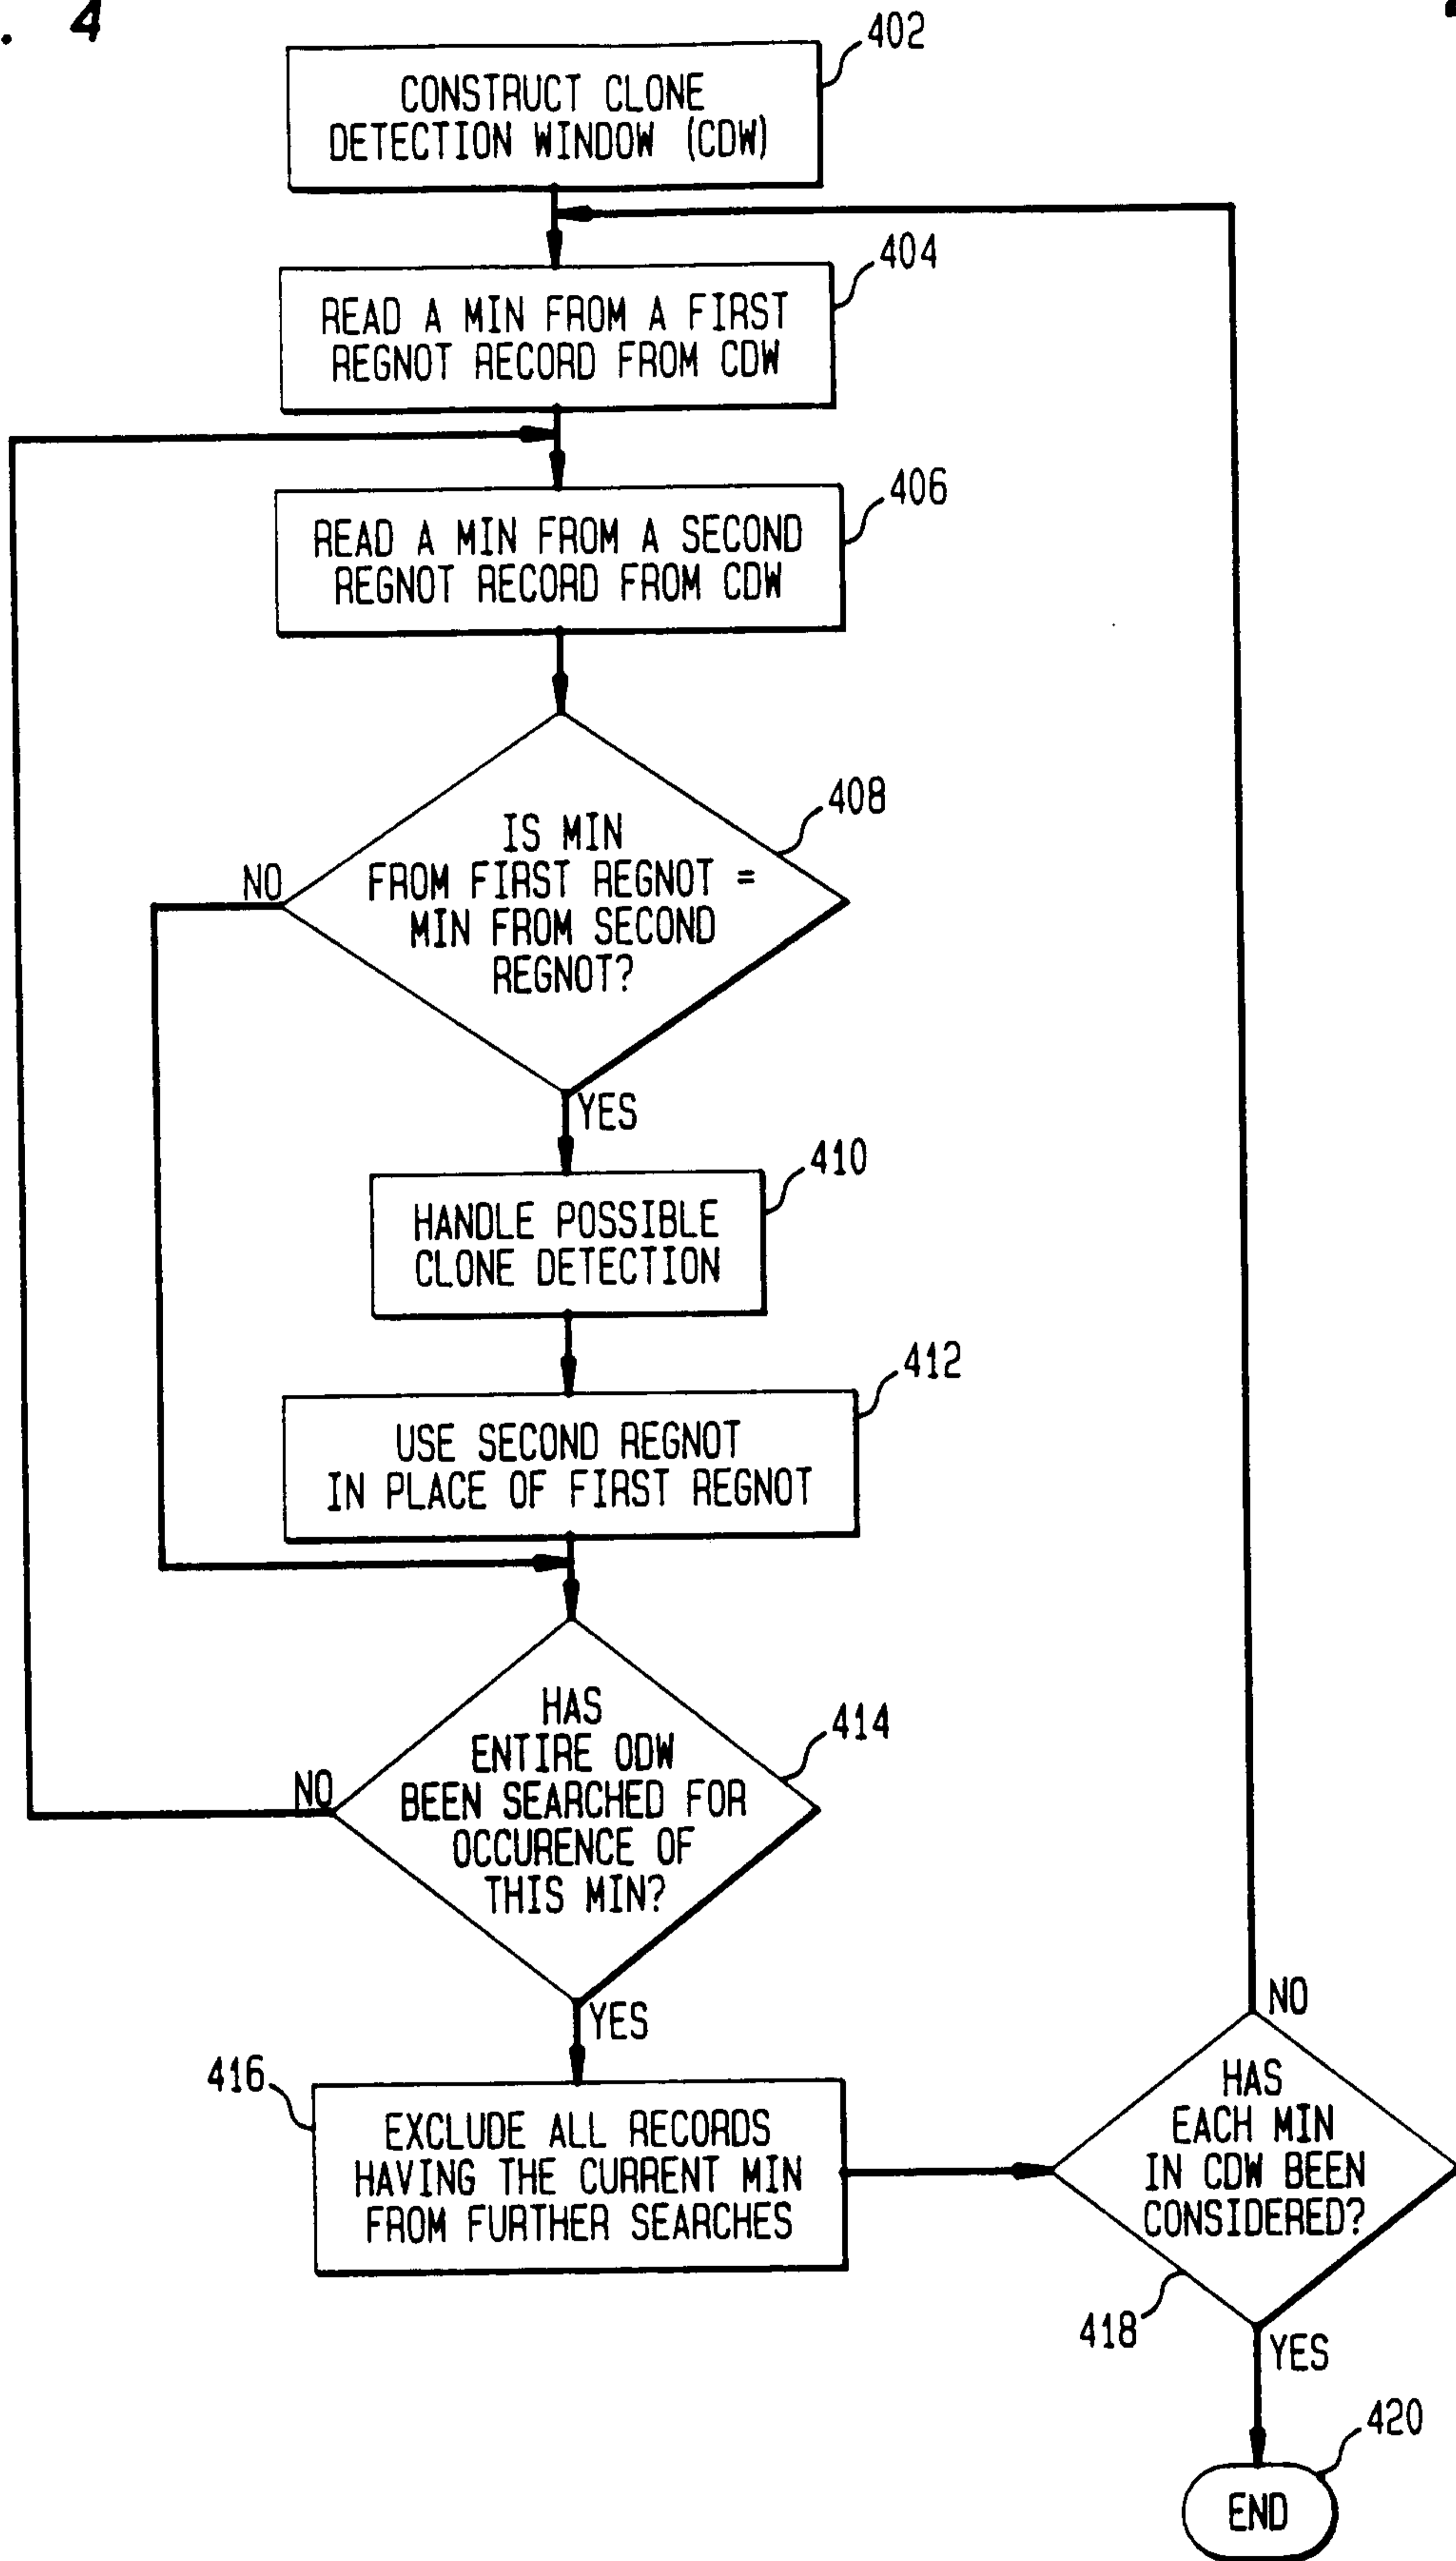 . 4
402
CONSTRUCT CLONE
DETECTION WINDOW (CDW)
404
READ A MIN FROM A FIRST
REGNOT RECORD FROM CDW
406
READ A MIN FROM A SECOND
REGNOT RECORD FROM CDW
408
IS MIN
FROM FIRST REGNOT =
MIN FROM SECOND
REGNOT?
NO
YES
410
HANDLE POSSIBLE
CLONE DETECTION
412
USE SECOND REGNOT
IN PLACE OF FIRST REGNOT
414
HAS
ENTIRE ODW
BEEN SEARCHED FOR
OCCURENCE OF
THIS MIN?
NO
YES
416
EXCLUDE ALL RECORDS
HAVING THE CURRENT MIN
FROM FURTHER SEARCHES
NO
HAS
EACH MIN
IN CDW BEEN
CONSIDERED?
418
YES
420
END